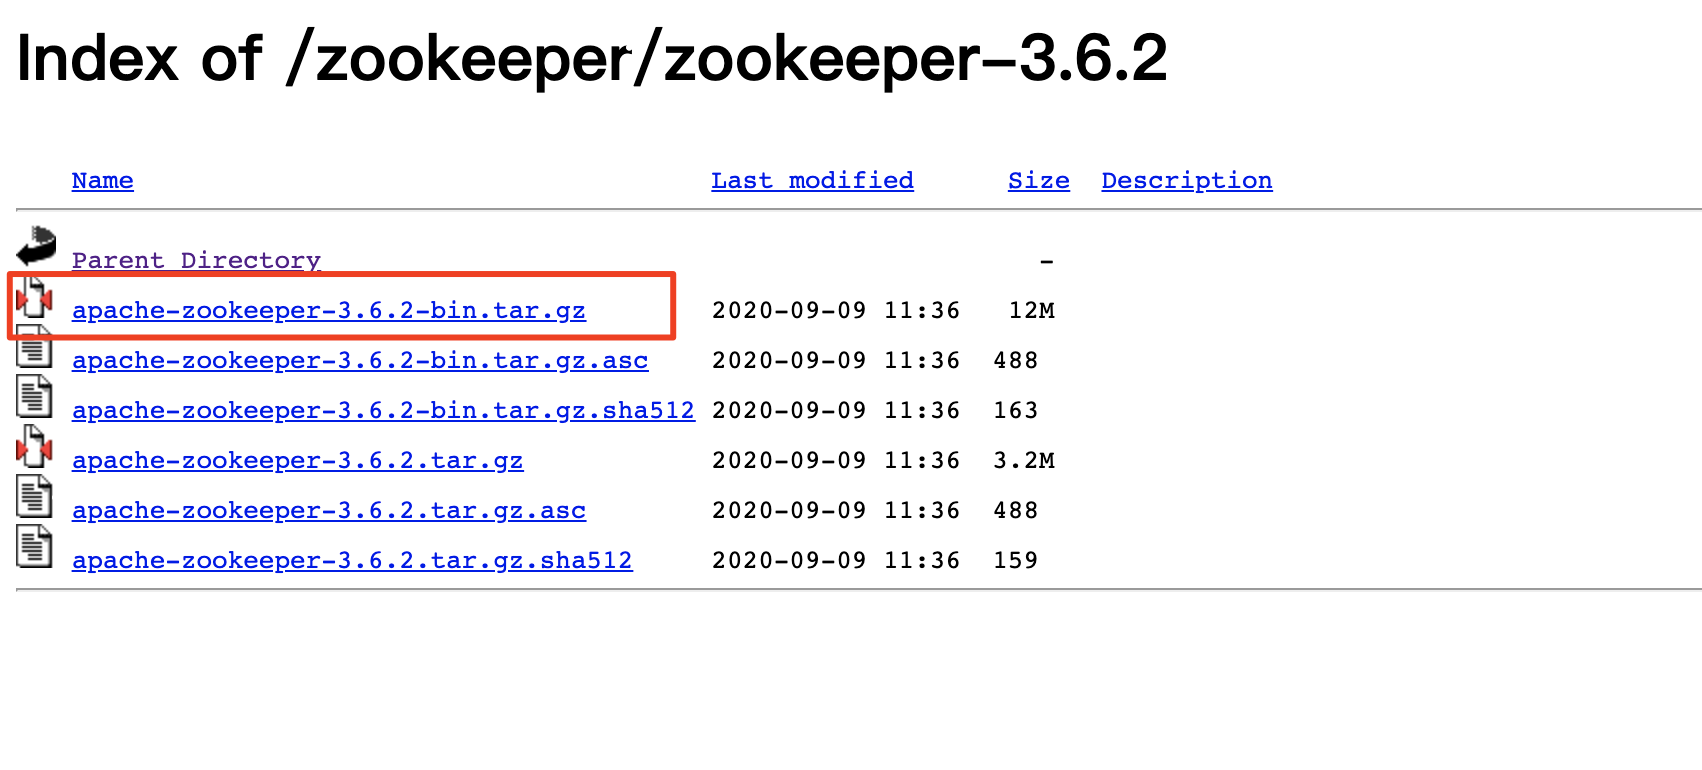 Index of /zookeeper/zookeeper-3.6.2
Name Last modified Size Description
Parent Directory -
apache-zookeeper-3.6.2-bin.tar.gz 2020-09-09 11:36 12M
apache-zookeeper-3.6.2-bin.tar.gz.asc 2020-09-09 11:36 488
apache-zookeeper-3.6.2-bin.tar.gz.sha512 2020-09-09 11:36 163
apache-zookeeper-3.6.2.tar.gz 2020-09-09 11:36 3.2M
apache-zookeeper-3.6.2.tar.gz.asc 2020-09-09 11:36 488
apache-zookeeper-3.6.2.tar.gz.sha512 2020-09-09 11:36 159